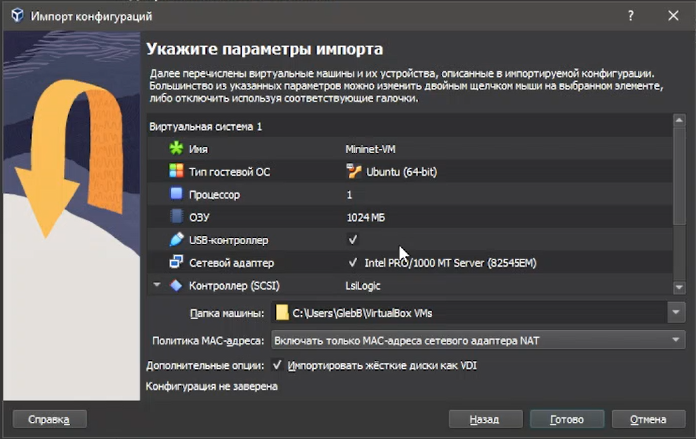 Импорт конфигураций
Укажите параметры импорта
Далее перечислены виртуальные машины и их устройства, описанные в импортируемой конфигурации.
Большинство из указанных параметров можно изменить двойным щелчком мыши на выбранном элементе,
либо отключить используя соответствующие галочки.
Виртуальная система 1
Имя Mininet-VM
Тип гостевой ОС Ubuntu (64-bit)
Процессор 1
ОЗУ 1024 МБ
USB-контроллер
Сетевой адаптер Intel PRO/1000 MT Server (82545EM)
Контроллер (SCSI) LsiLogic
Папка машины: C:\Users\GlebB\VirtualBox VMs
Политика MAC-адреса: Включать только MAC-адреса сетевого адаптера NAT
Дополнительные опции: Импортировать жёсткие диски как VDI
Конфигурация не заверена
Справка Назад Готово Отмена